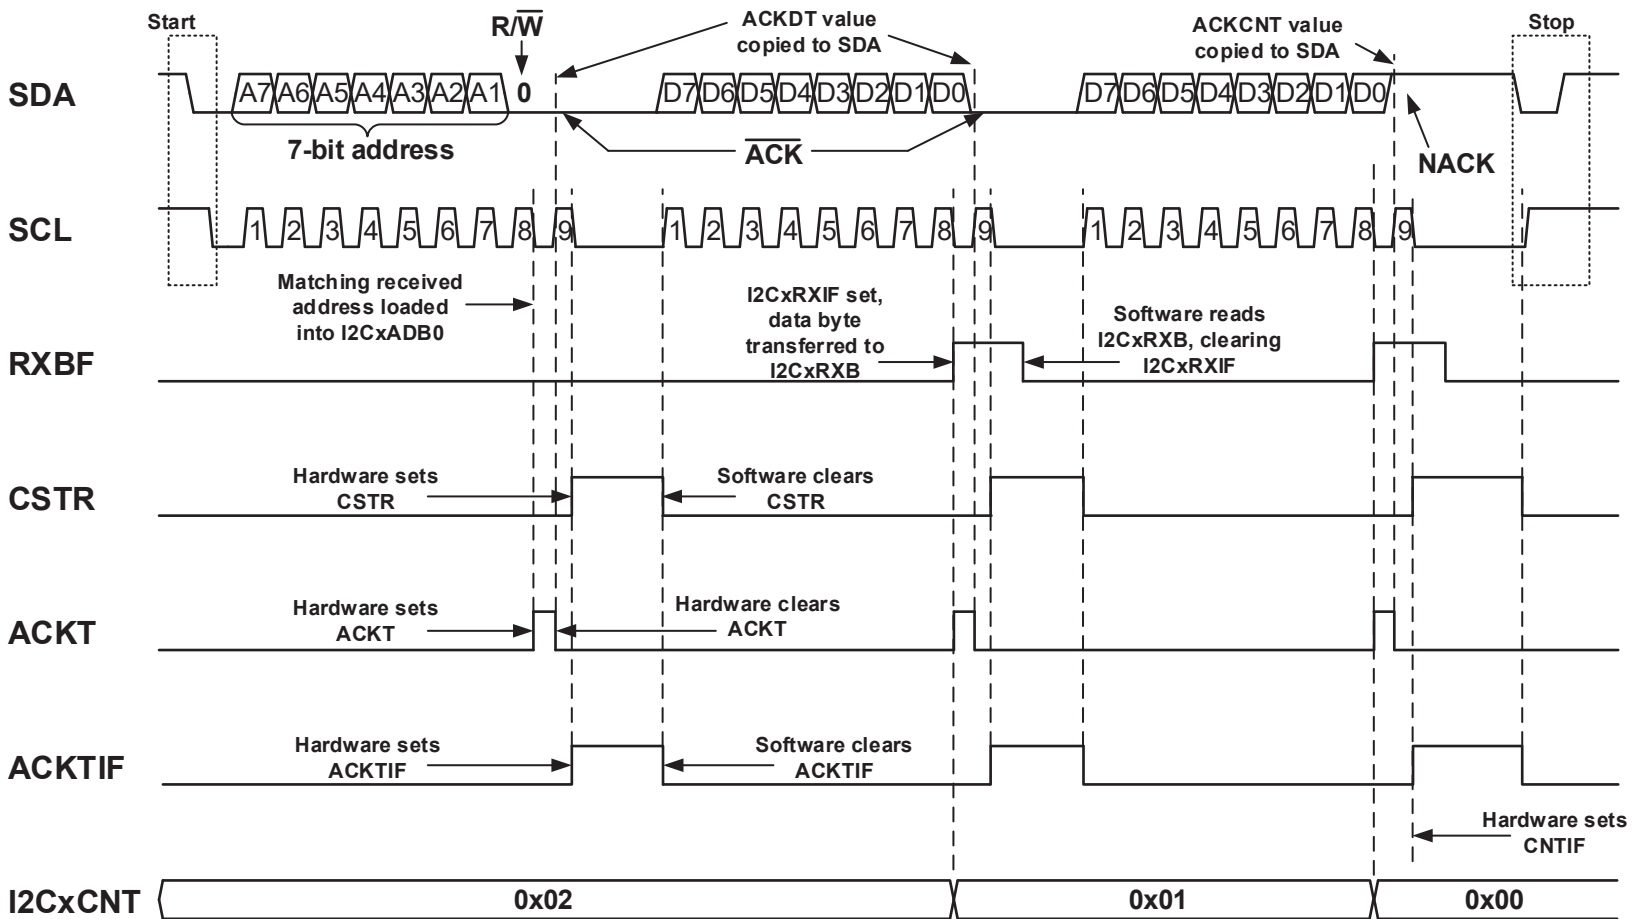 Start
R/W
ACKDT value
copied to SDA
ACKCNT value
copied to SDA
Stop
SDA
A7 A6 A5 A4 A3 A2 A1 0
D7 D6 D5 D4 D3 D2 D1 D0
D7 D6 D5 D4 D3 D2 D1 D0
7-bit address
ACK
NACK
SCL
1 2 3 4 5 6 7 8 9
1 2 3 4 5 6 7 8 9
1 2 3 4 5 6 7 8 9
Matching received
address loaded
into I2CxADB0
I2CxRXIF set,
data byte
transferred to
I2CxRXB
Software reads
I2CxRXB, clearing
I2CxRXIF
RXBF
Hardware sets
CSTR
Software clears
CSTR
CSTR
Hardware sets
ACKT
Hardware clears
ACKT
ACKT
Hardware sets
ACKTIF
Software clears
ACKTIF
ACKTIF
Hardware sets
CNTIF
I2CxCNT
0x02
0x01
0x00